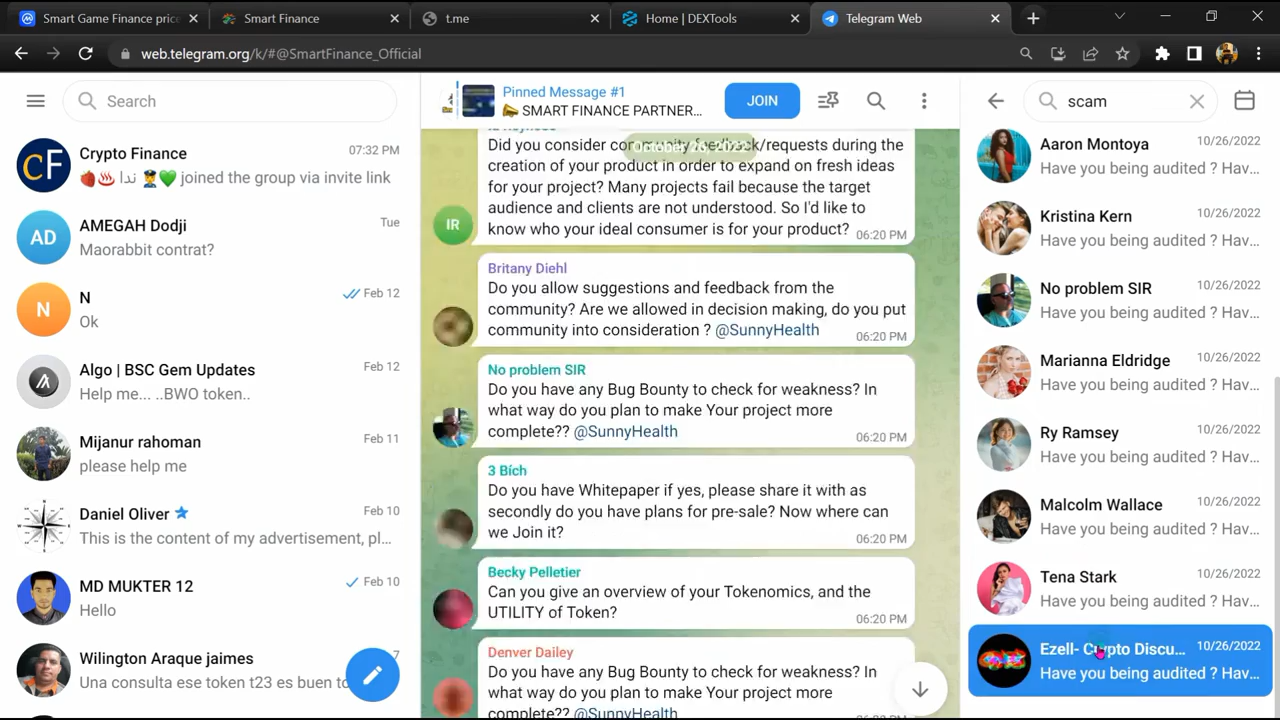 Smart Game Finance price
Smart Finance
t.me
Home | DEXTools
Telegram Web
web.telegram.org/k/#@SmartFinance_Official
Search
Crypto Finance
07:32 PM
🍓♨️ ندا 👮💚 joined the group via invite link
AMEGAH Dodji
Tue
Maorabbit contrat?
N
Feb 12
Ok
Algo | BSC Gem Updates
Feb 12
Help me... ..BWO token..
Mijanur rahoman
Feb 11
please help me
Daniel Oliver
Feb 10
This is the content of my advertisement, pl...
MD MUKTER 12
Feb 10
Hello
Wilington Araque jaimes
7
Una consulta ese token t23 es buen to
Pinned Message #1
📣 SMART FINANCE PARTNER...
JOIN
October 26, 2022
Did you consider community feedback/requests during the
creation of your product in order to expand on fresh ideas
for your project? Many projects fail because the target
audience and clients are not understood. So I'd like to
know who your ideal consumer is for your product?
06:20 PM
IR
Britany Diehl
Do you allow suggestions and feedback from the
community? Are we allowed in decision making, do you put
community into consideration ? @SunnyHealth
06:20 PM
No problem SIR
Do you have any Bug Bounty to check for weakness? In
what way do you plan to make Your project more
complete?? @SunnyHealth
06:20 PM
3 Bích
Do you have Whitepaper if yes, please share it with as
secondly do you have plans for pre-sale? Now where can
we Join it?
06:20 PM
Becky Pelletier
Can you give an overview of your Tokenomics, and the
UTILITY of Token?
06:20 PM
Denver Dailey
Do you have any Bug Bounty to check for weakness? In
what way do you plan to make Your project more
complete?? @SunnyHealth
scam
Aaron Montoya
10/26/2022
Have you being audited ? Hav...
Kristina Kern
10/26/2022
Have you being audited ? Hav...
No problem SIR
10/26/2022
Have you being audited ? Hav...
Marianna Eldridge
10/26/2022
Have you being audited ? Hav...
Ry Ramsey
10/26/2022
Have you being audited ? Hav...
Malcolm Wallace
10/26/2022
Have you being audited ? Hav...
Tena Stark
10/26/2022
Have you being audited ? Hav...
Ezell- Crypto Discu...
10/26/2022
Have you being audited ? Hav...
CF
AD
N